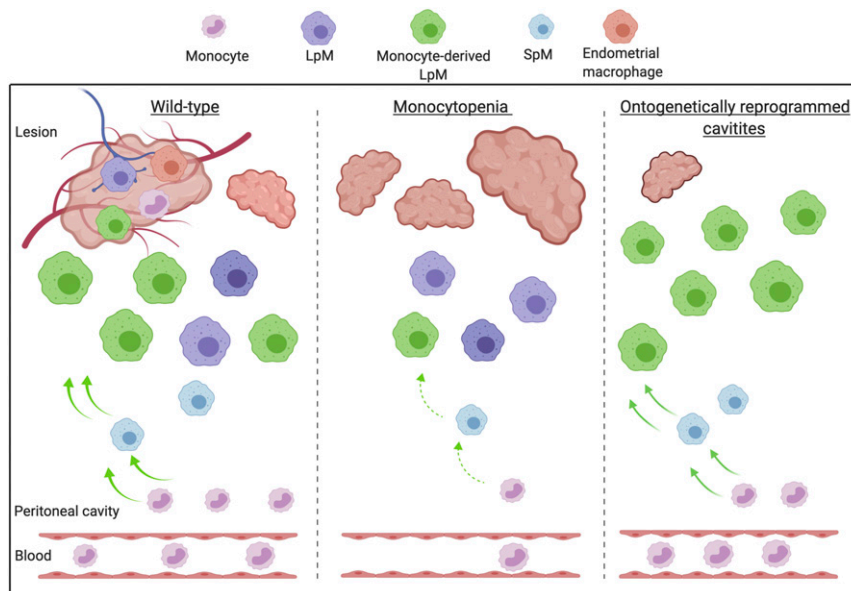 Monocyte
LpM
Monocyte-derived
LpM
SpM
Endometrial
macrophage
Wild-type
Monocytopenia
Ontogenetically reprogrammed
cavitites
Lesion
Peritoneal cavity
Blood